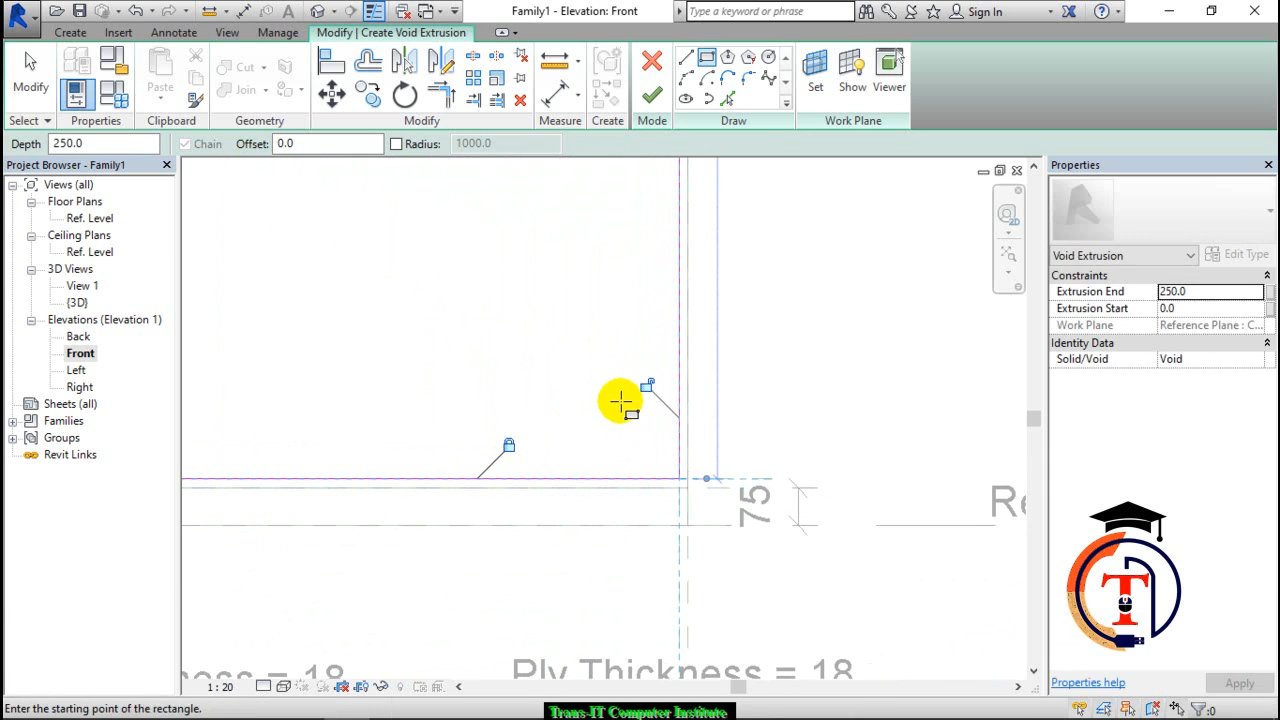 Family1 - Elevation: Front
Type a keyword or phrase
Sign In
Create
Insert
Annotate
View
Manage
Modify | Create Void Extrusion
Modify
Paste
Cut
Join
Set
Show
Viewer
Select
Properties
Clipboard
Geometry
Modify
Measure
Create
Mode
Draw
Work Plane
Depth
250.0
Chain
Offset:
0.0
Radius:
1000.0
Project Browser - Family1
Views (all)
Floor Plans
Ref. Level
Ceiling Plans
Ref. Level
3D Views
View 1
{3D}
Elevations (Elevation 1)
Back
Front
Left
Right
Sheets (all)
Families
Groups
Revit Links
2D
75
Re
ness = 18
Ply Thickness = 18
Properties
Void Extrusion
Edit Type
Constraints
Extrusion End
250.0
Extrusion Start
0.0
Work Plane
Reference Plane : C...
Identity Data
Solid/Void
Void
T
Properties help
Apply
1 : 20
Enter the starting point of the rectangle.
Trans-IT Computer Institute
:0